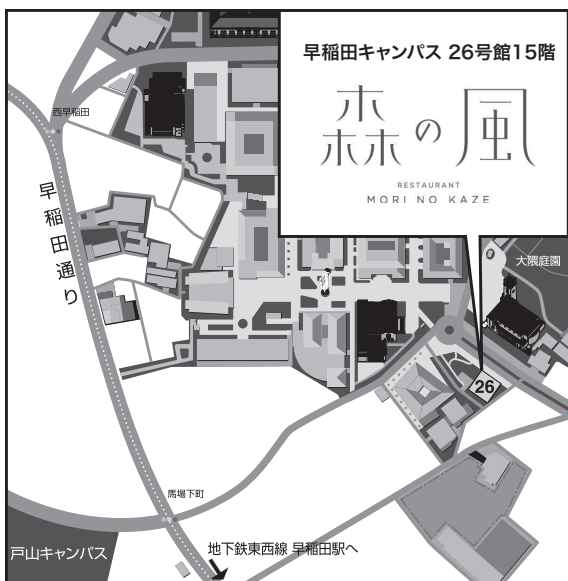 早稲田キャンパス 26号館15階
森の風
RESTAURANT
MORI NO KAZE
西早稲田
早稲田通り
大隈庭園
26
馬場下町
戸山キャンパス
地下鉄東西線 早稲田駅へ